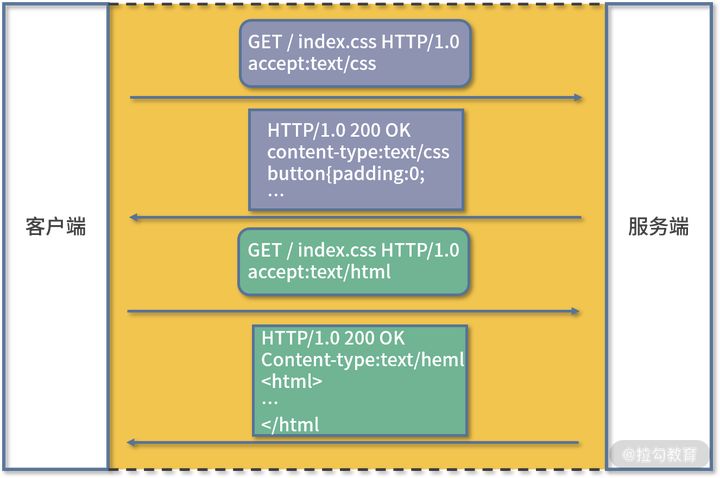 GET / index.css HTTP/1.0
accept:text/css
HTTP/1.0 200 OK
content-type:text/css
button{padding:0;
...
客户端
服务端
GET / index.css HTTP/1.0
accept:text/html
HTTP/1.0 200 OK
Content-type:text/heml
<html>
...
</html
@拉勾教育